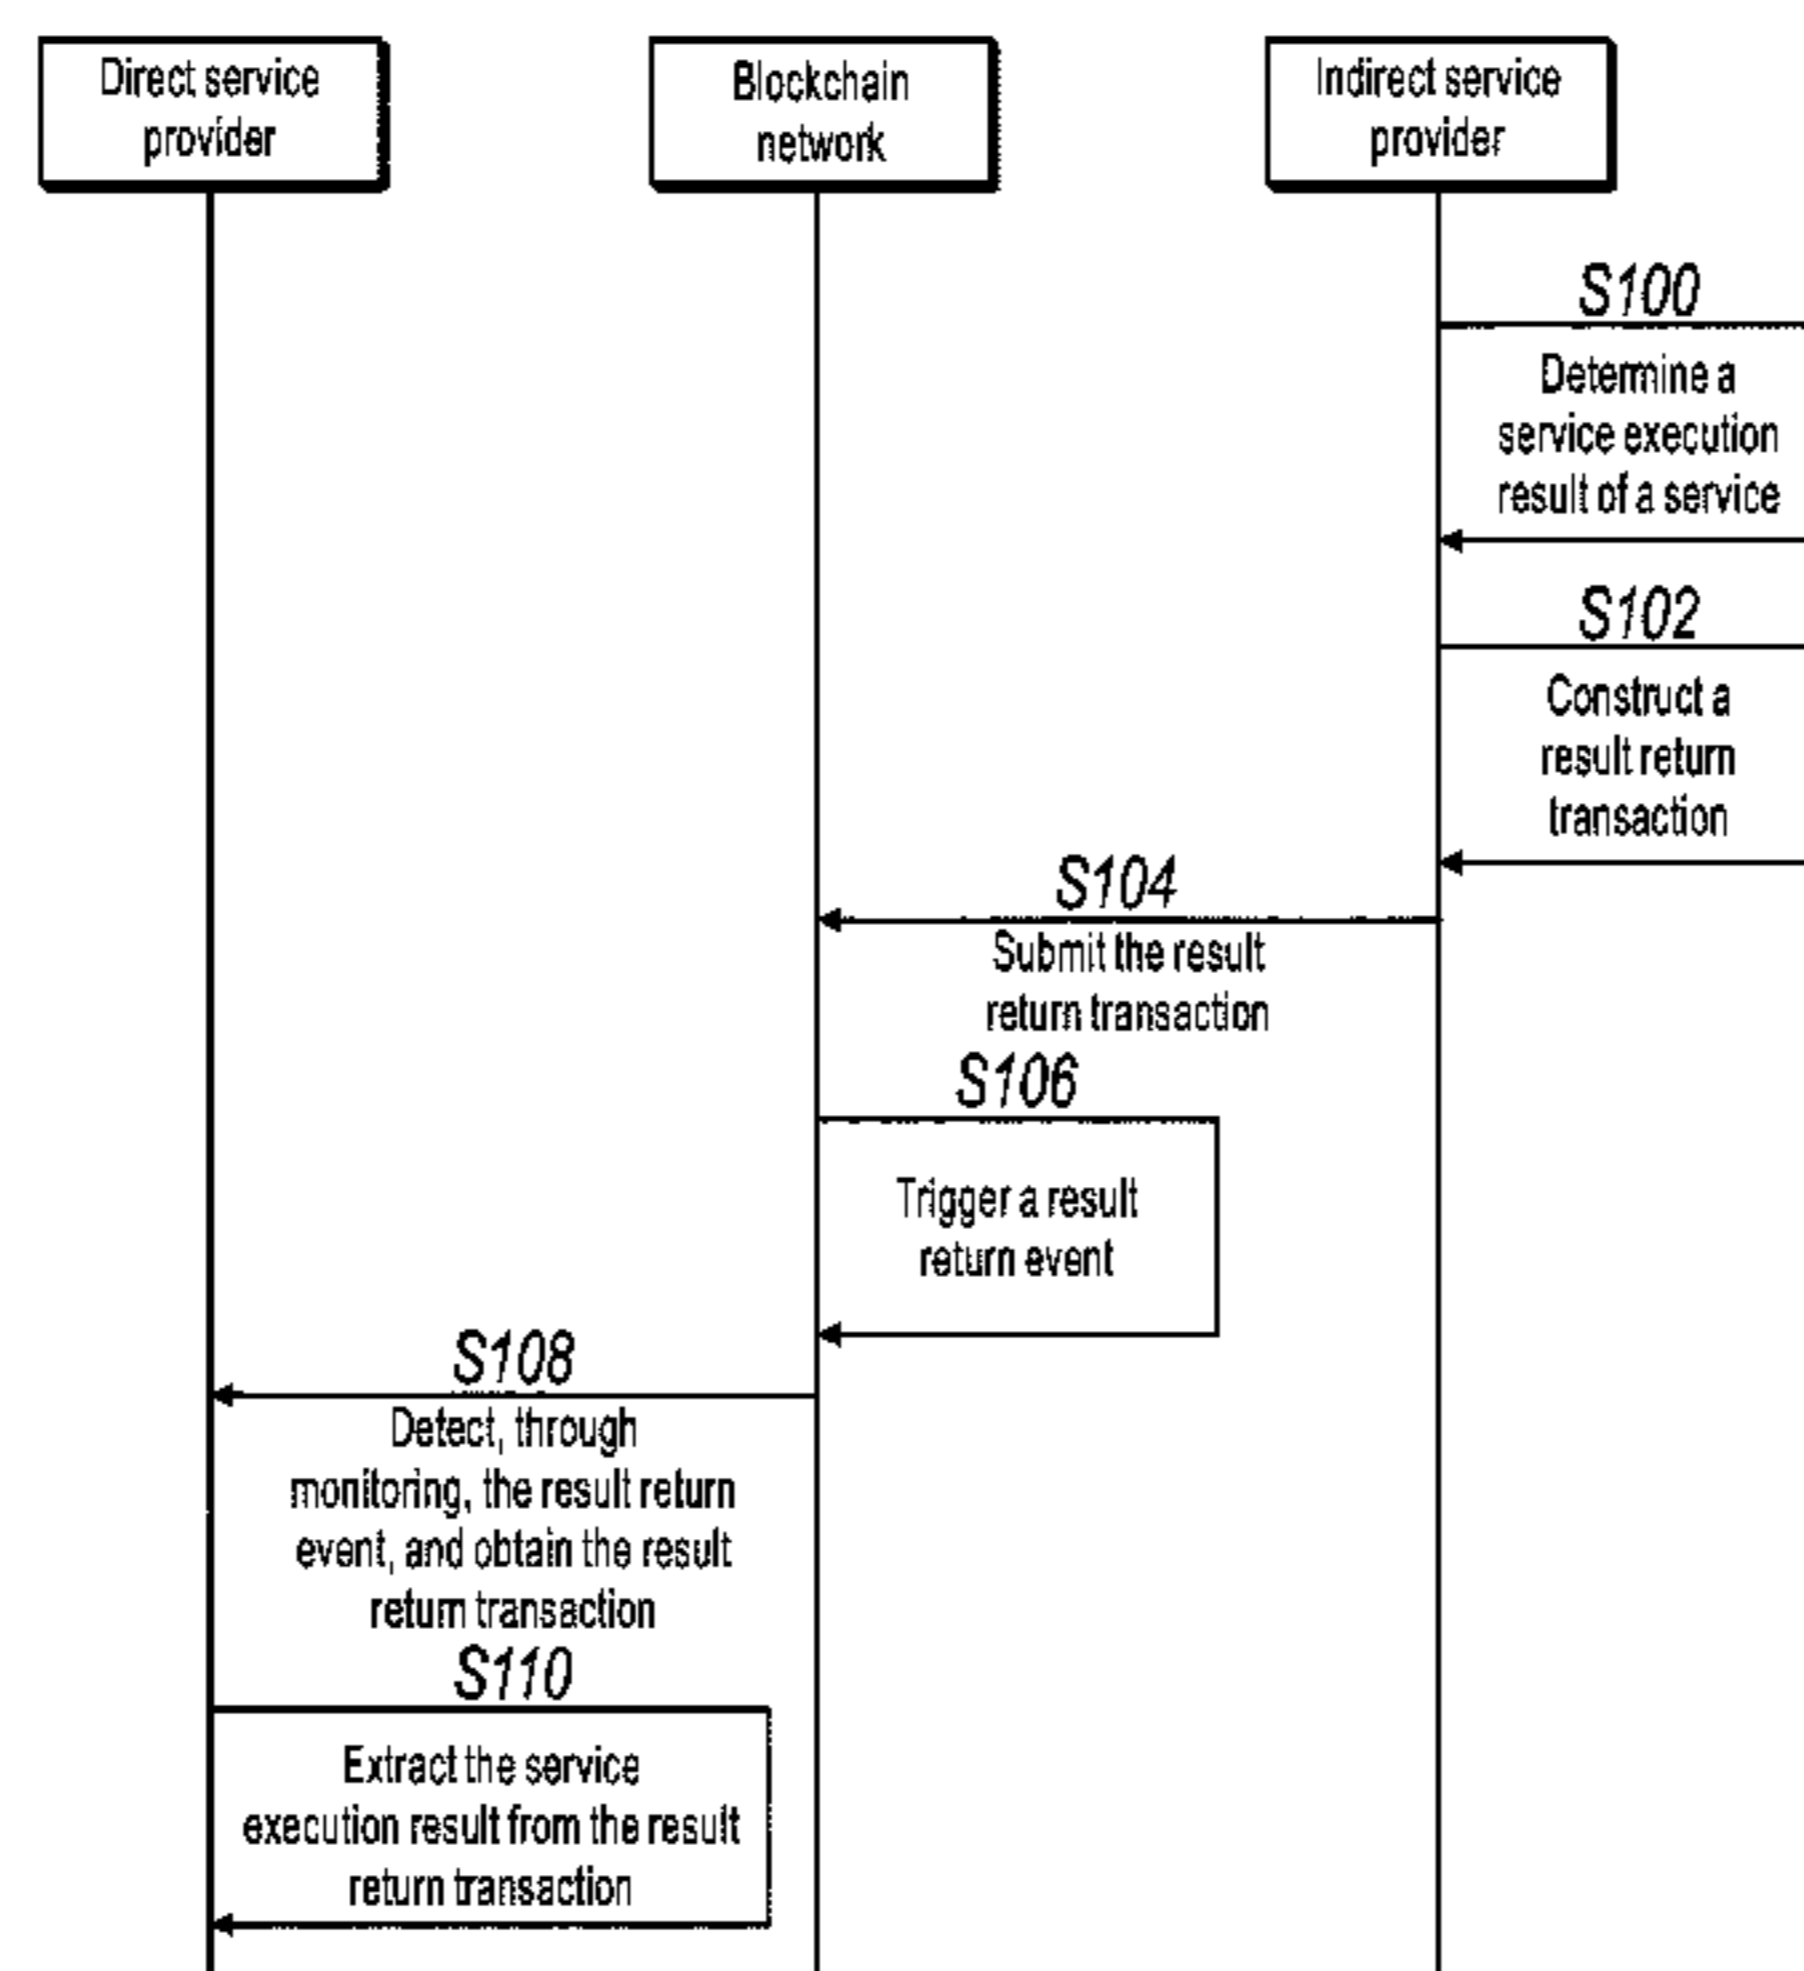 Direct service
provider
Blockchain
network
Indirect service
provider
S100
Determine a
service execution
result of a service
S102
Construct a
result return
transaction
S104
Submit the result
return transaction
S106
Trigger a result
return event
S108
Detect, through
monitoring, the result return
event, and obtain the result
return transaction
S110
Extract the service
execution result from the result
return transaction